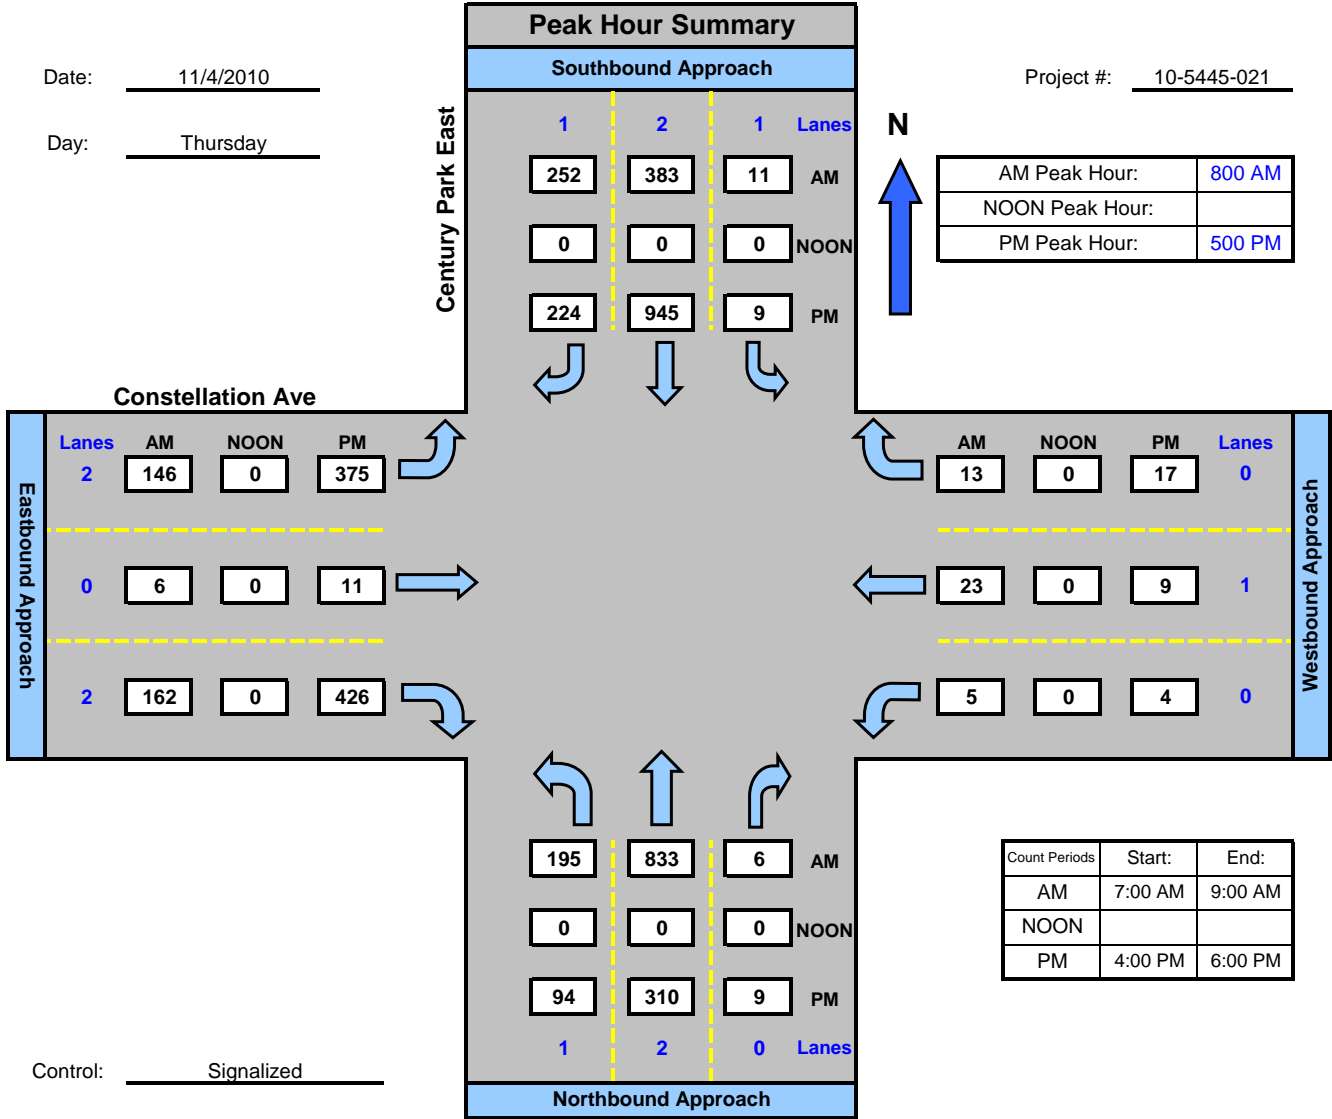 Peak Hour Summary
Date: 11/4/2010
Southbound Approach
Project #: 10-5445-021
Day: Thursday
Century Park East
1 2 1 Lanes
N
252 383 11 AM
0 0 0 NOON
224 945 9 PM
AM Peak Hour: 800 AM
NOON Peak Hour:
PM Peak Hour: 500 PM
Constellation Ave
Eastbound Approach
Lanes AM NOON PM
2 146 0 375
0 6 0 11
2 162 0 426
AM NOON PM Lanes
13 0 17 0
23 0 9 1
5 0 4 0
Westbound Approach
195 833 6 AM
0 0 0 NOON
94 310 9 PM
1 2 0 Lanes
Count Periods Start: End:
AM 7:00 AM 9:00 AM
NOON
PM 4:00 PM 6:00 PM
Control: Signalized
Northbound Approach